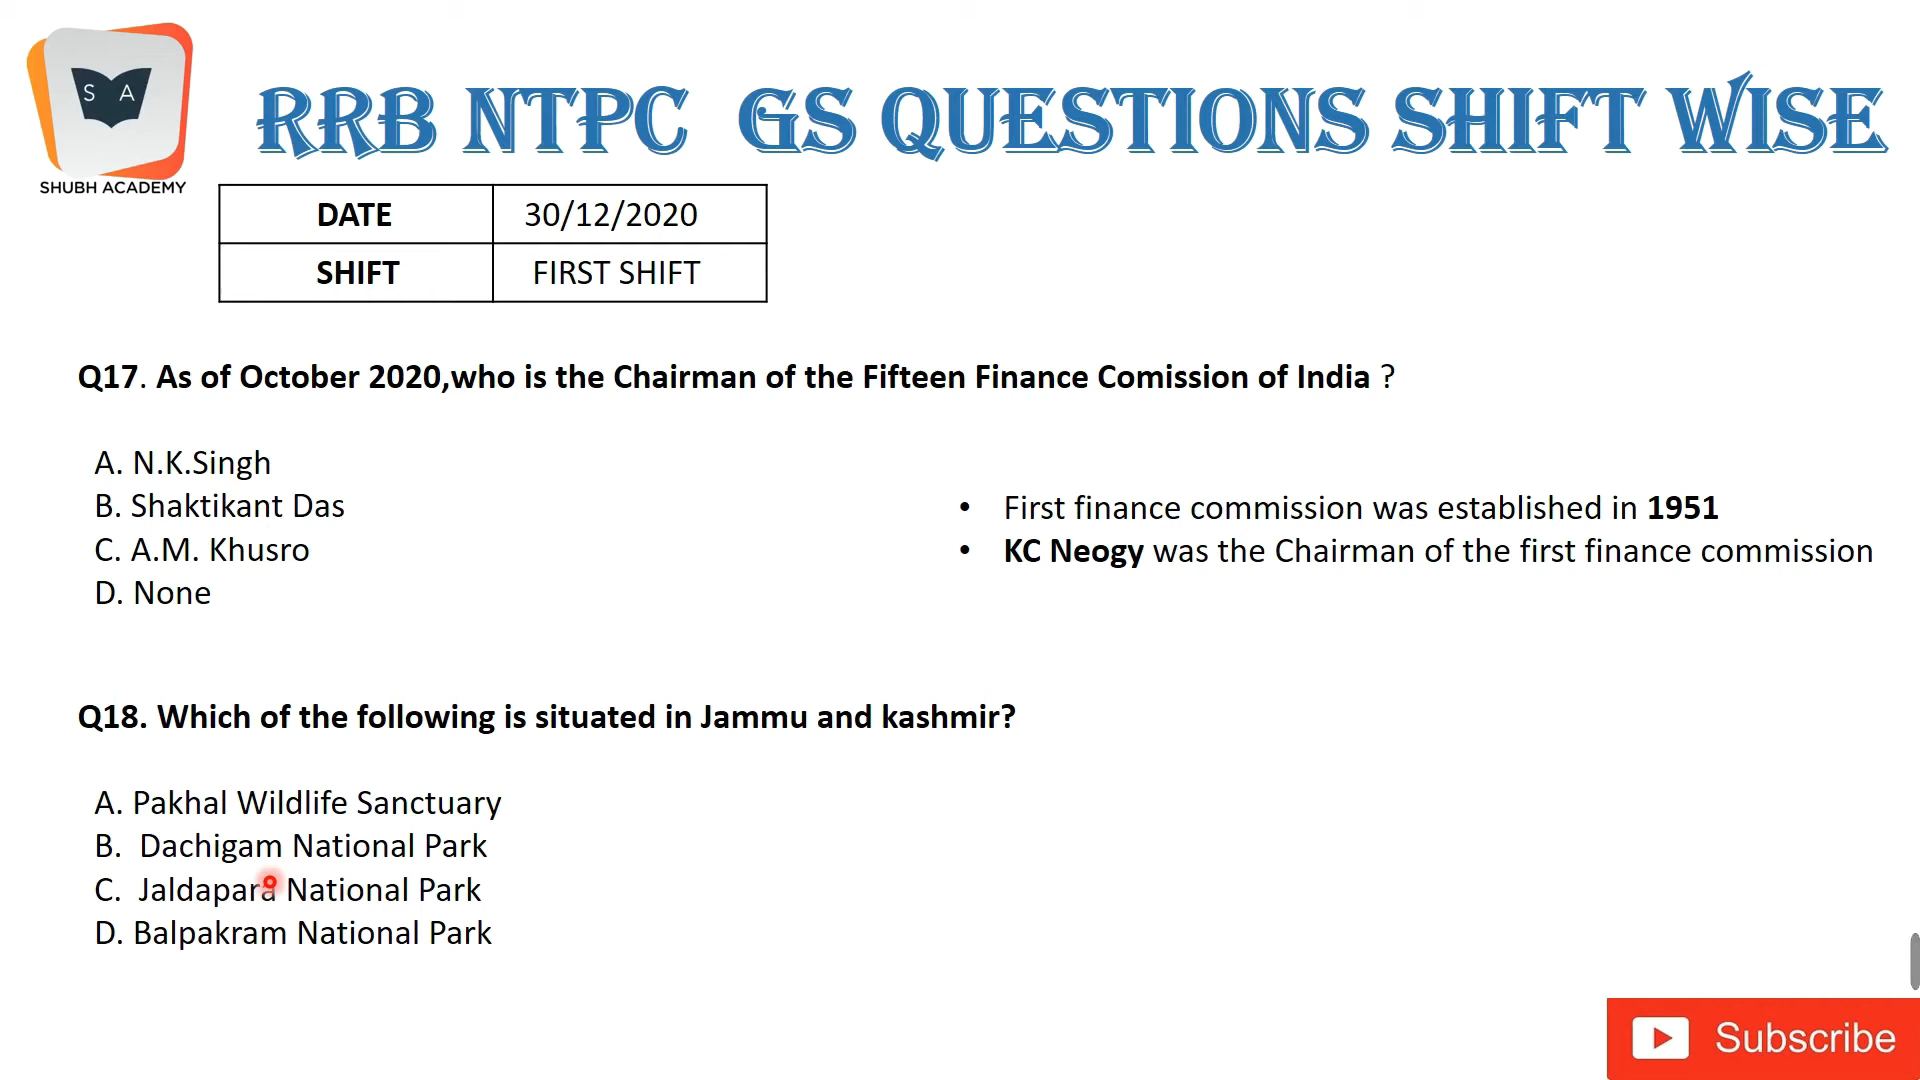 S A
SHUBH ACADEMY
RRB NTPC GS QUESTIONS SHIFT WISE
DATE 30/12/2020
SHIFT FIRST SHIFT
Q17. As of October 2020,who is the Chairman of the Fifteen Finance Comission of India ?
A. N.K.Singh
B. Shaktikant Das
C. A.M. Khusro
D. None
• First finance commission was established in 1951
• KC Neogy was the Chairman of the first finance commission
Q18. Which of the following is situated in Jammu and kashmir?
A. Pakhal Wildlife Sanctuary
B. Dachigam National Park
C. Jaldapara National Park
D. Balpakram National Park
Subscribe